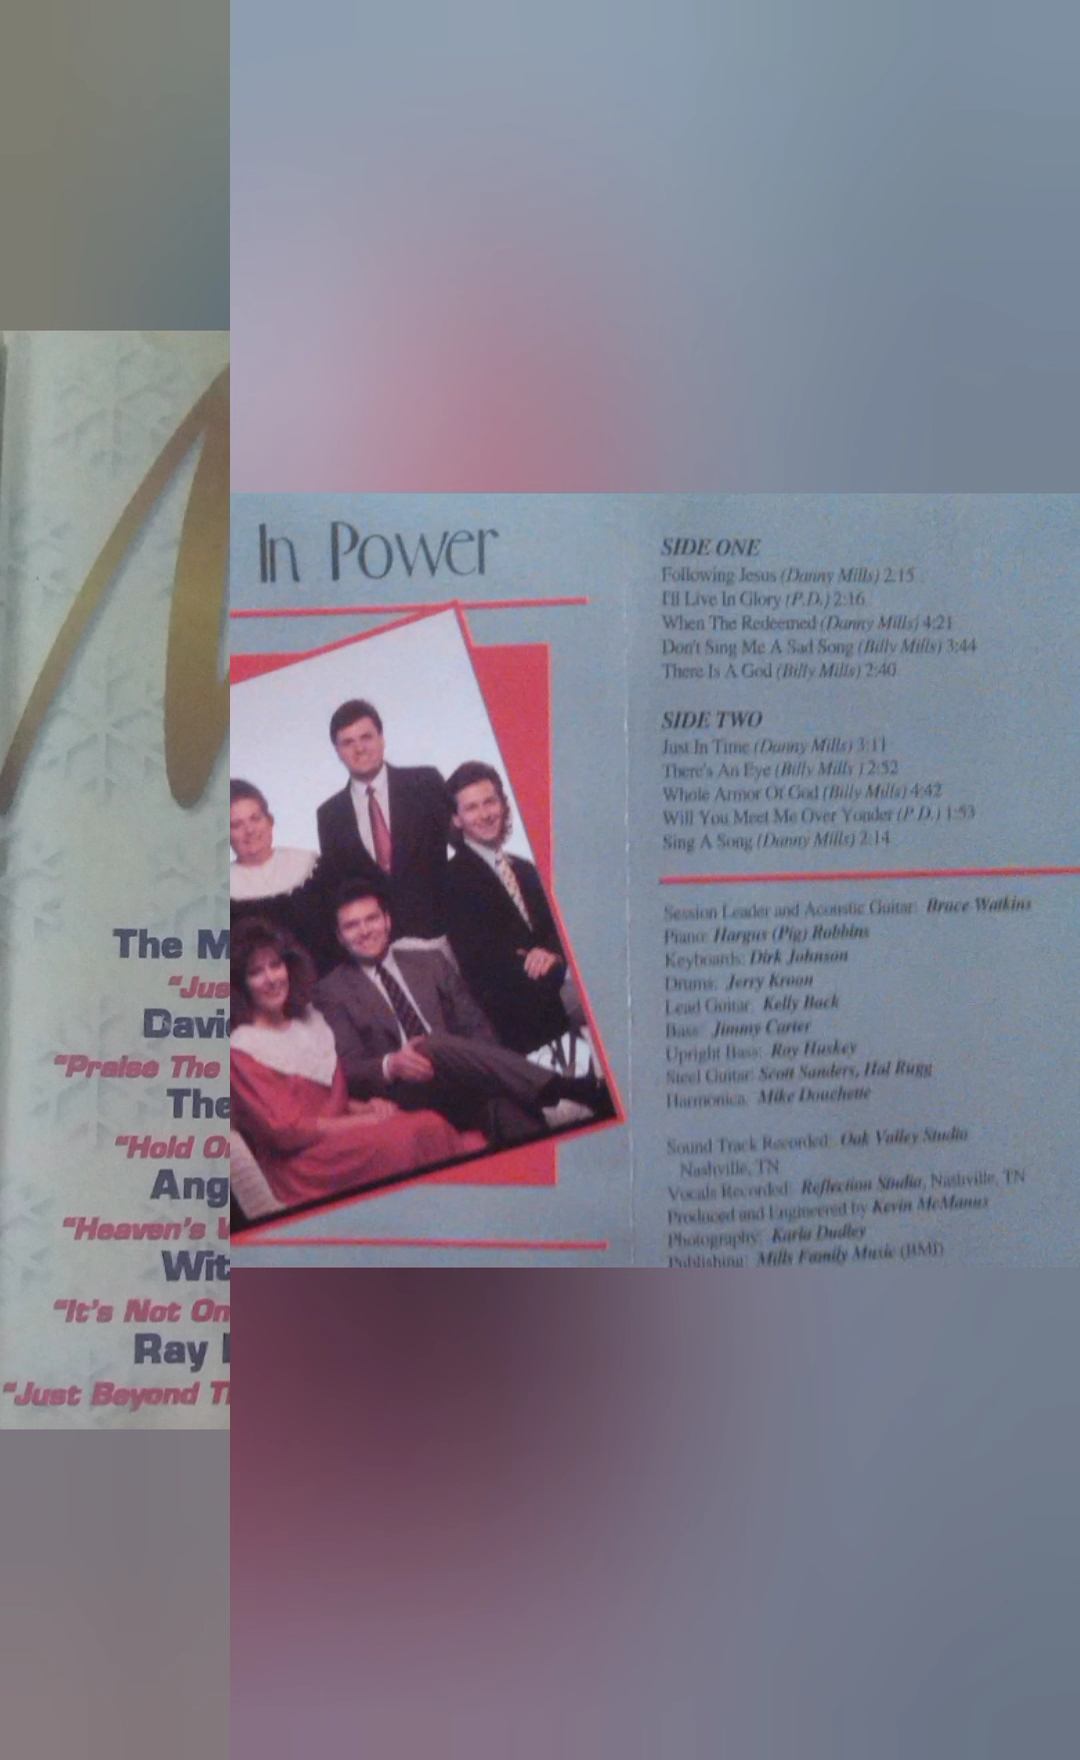 In Power
SIDE ONE
Following Jesus (Danny Mills) 2:15
I'll Live In Glory (P.D.) 2:16
When The Redeemed (Danny Mills) 4:21
Don't Sing Me A Sad Song (Billy Mills) 3:44
There Is A God (Billy Mills) 2:40
SIDE TWO
Just In Time (Danny Mills) 3:11
There's An Eye (Billy Mills ) 2:52
Whole Armor Of God (Billy Mills) 4:42
Will You Meet Me Over Yonder (P.D.) 1:53
Sing A Song (Danny Mills) 2:14
Session Leader and Acoustic Guitar: Bruce Watkins
Piano: Hargus (Pig) Robbins
Keyboards: Dirk Johnson
Drums: Jerry Kroon
Lead Guitar: Kelly Back
Bass: Jimmy Carter
Upright Bass: Roy Huskey
Steel Guitar: Scott Sanders, Hal Rugg
Harmonica: Mike Douchette
Sound Track Recorded: Oak Valley Studio
Nashville, TN
Vocals Recorded: Reflection Studio, Nashville, TN
Produced and Engineered by Kevin McManus
Photography: Karla Dudley
Publishing: Mills Family Music (BMI)
The M
"Jus
Davi
"Praise The
The
"Hold O
Ang
"Heaven's
Wit
"It's Not On
Ray
"Just Beyond T